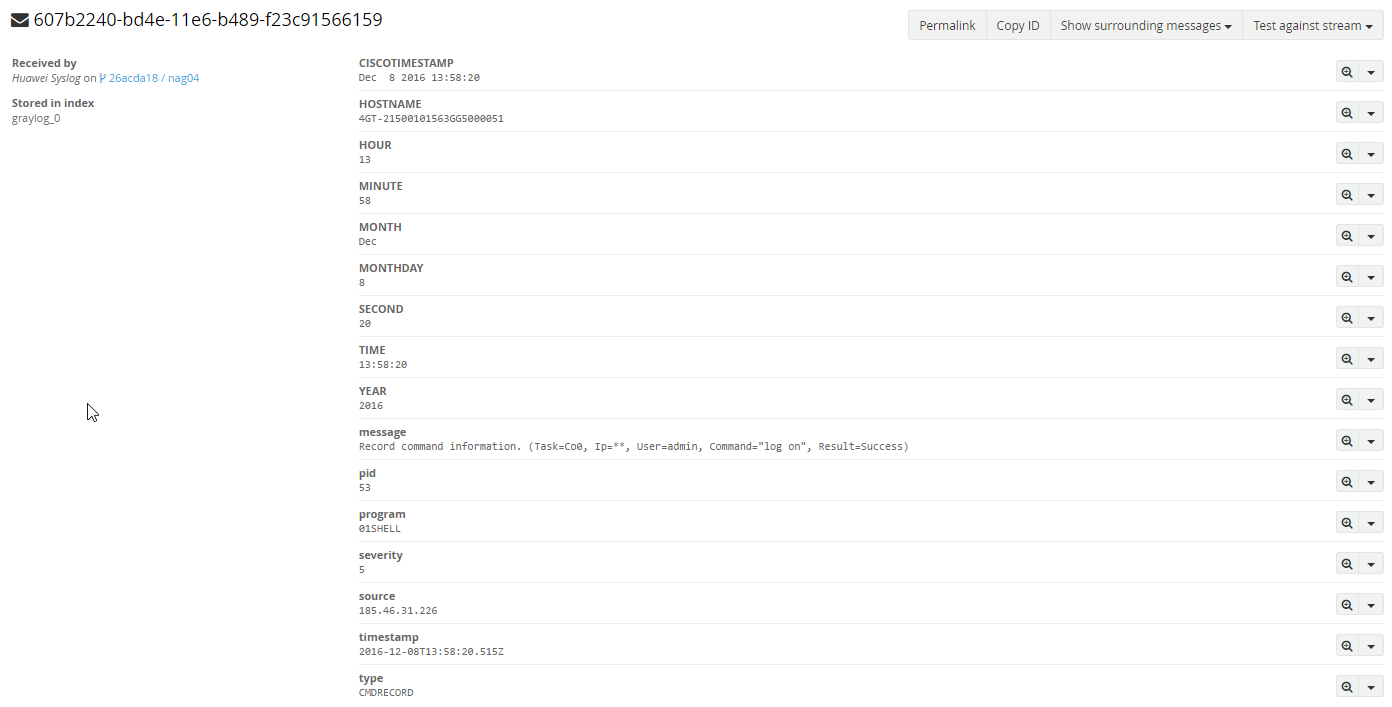 607b2240-bd4e-11e6-b489-f23c91566159
Permalink
Copy ID
Show surrounding messages
Test against stream
Received by
Huawei Syslog on 26acda18 / nag04
Stored in index
graylog_0
CISCOTIMESTAMP
Dec  8 2016 13:58:20
HOSTNAME
4GT-21500101563GG5000051
HOUR
13
MINUTE
58
MONTH
Dec
MONTHDAY
8
SECOND
20
TIME
13:58:20
YEAR
2016
message
Record command information. (Task=Co0, Ip=**, User=admin, Command="log on", Result=Success)
pid
53
program
01SHELL
severity
5
source
185.46.31.226
timestamp
2016-12-08T13:58:20.515Z
type
CMDRECORD